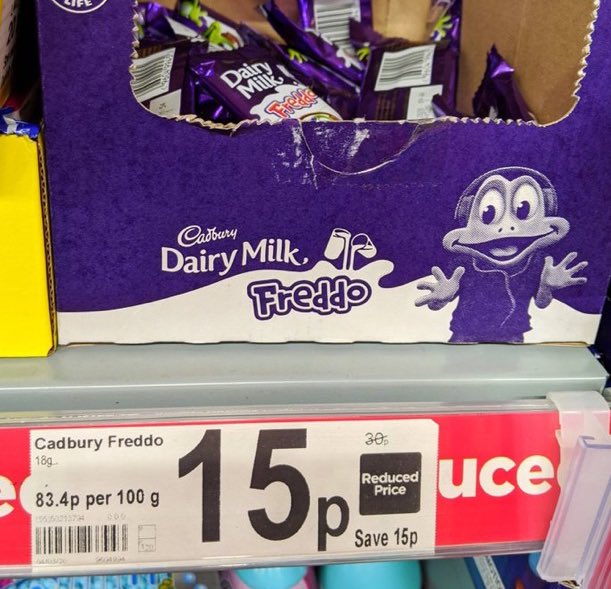 LIFE
Dairy
Milk
Freddo
Cadbury
Dairy Milk
Freddo
Cadbury Freddo
18g
83.4p per 100 g
15p
30p
Reduced
Price
Save 15p
uce